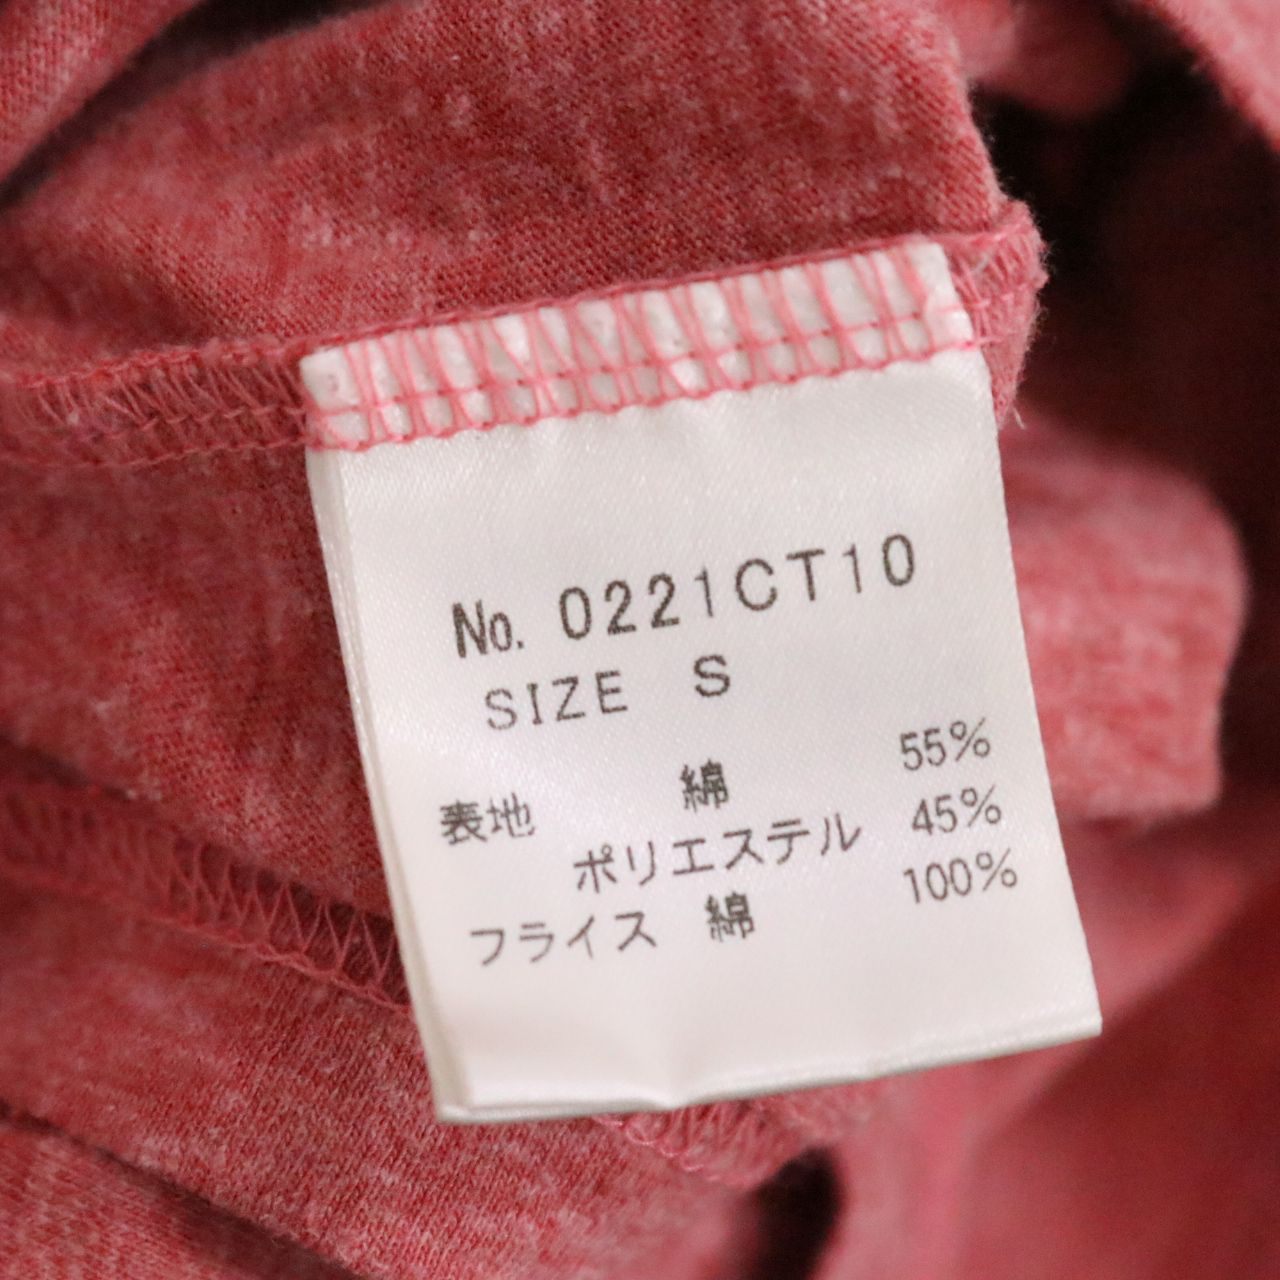 No. 0221CT10
SIZE S
表地 綿 55%
ポリエステル 45%
フライス 綿 100%